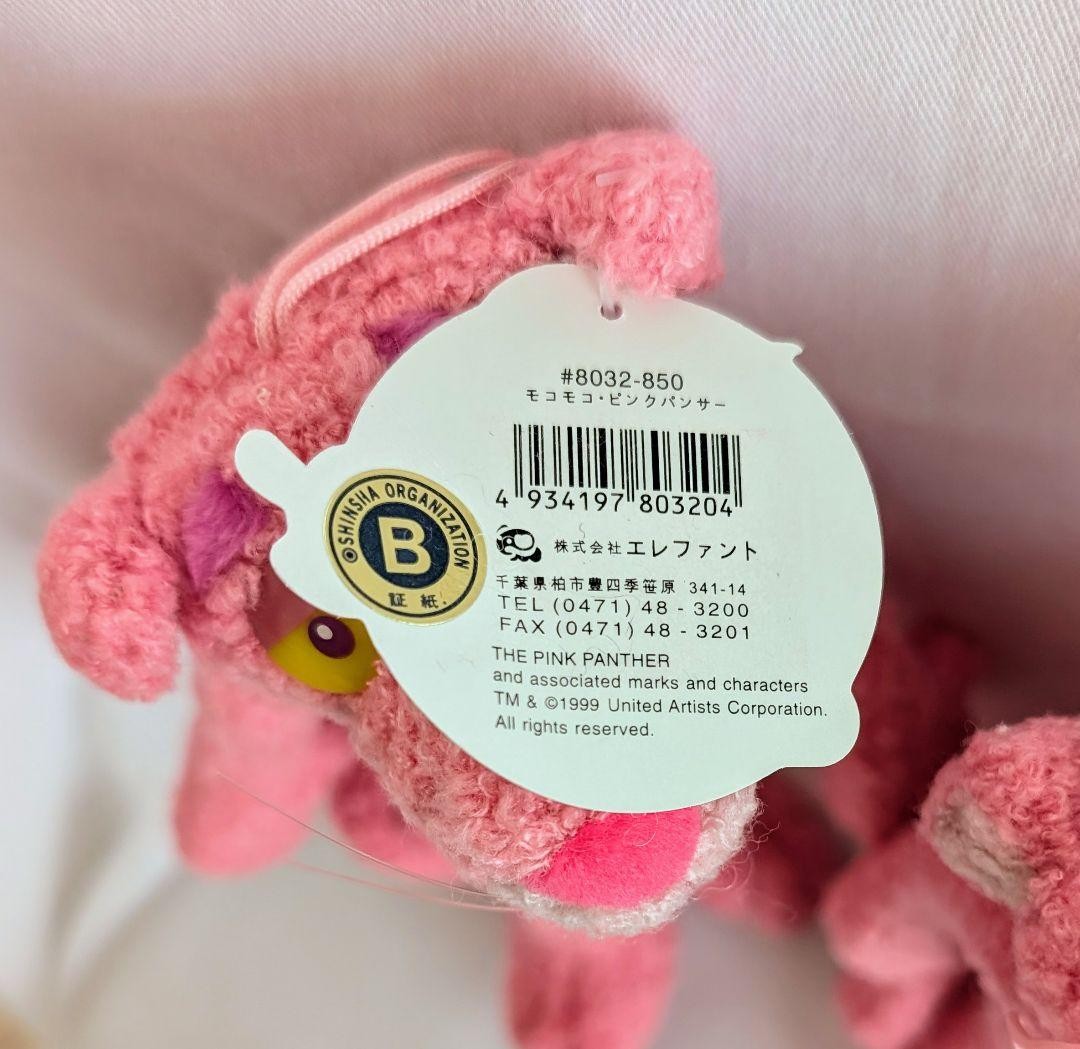 #8032-850
モコモコ・ピンクパンサー
4 934197 803204
SHINSHA ORGANIZATION
B
証紙.
株式会社エレファント
千葉県柏市豊四季笹原 341-14
TEL (0471) 48 - 3200
FAX (0471) 48 - 3201
THE PINK PANTHER
and associated marks and characters
TM & ©1999 United Artists Corporation.
All rights reserved.